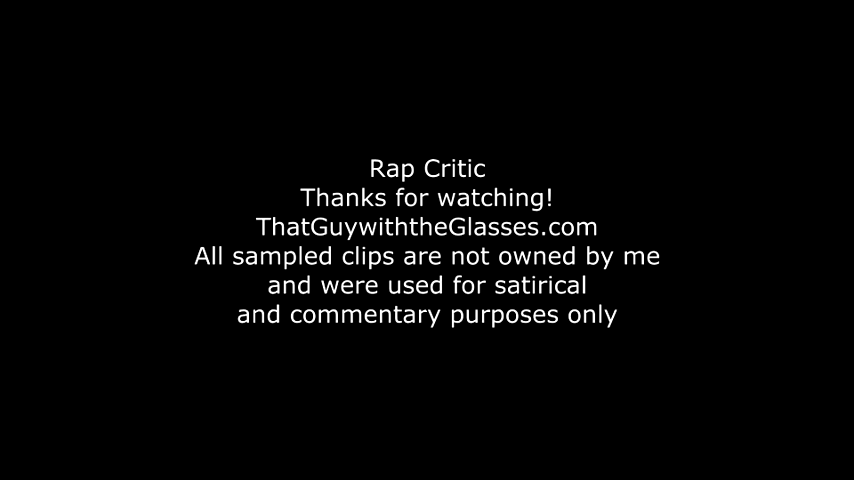 Rap Critic
Thanks for watching!
ThatGuywiththeGlasses.com
All sampled clips are not owned by me
and were used for satirical
and commentary purposes only